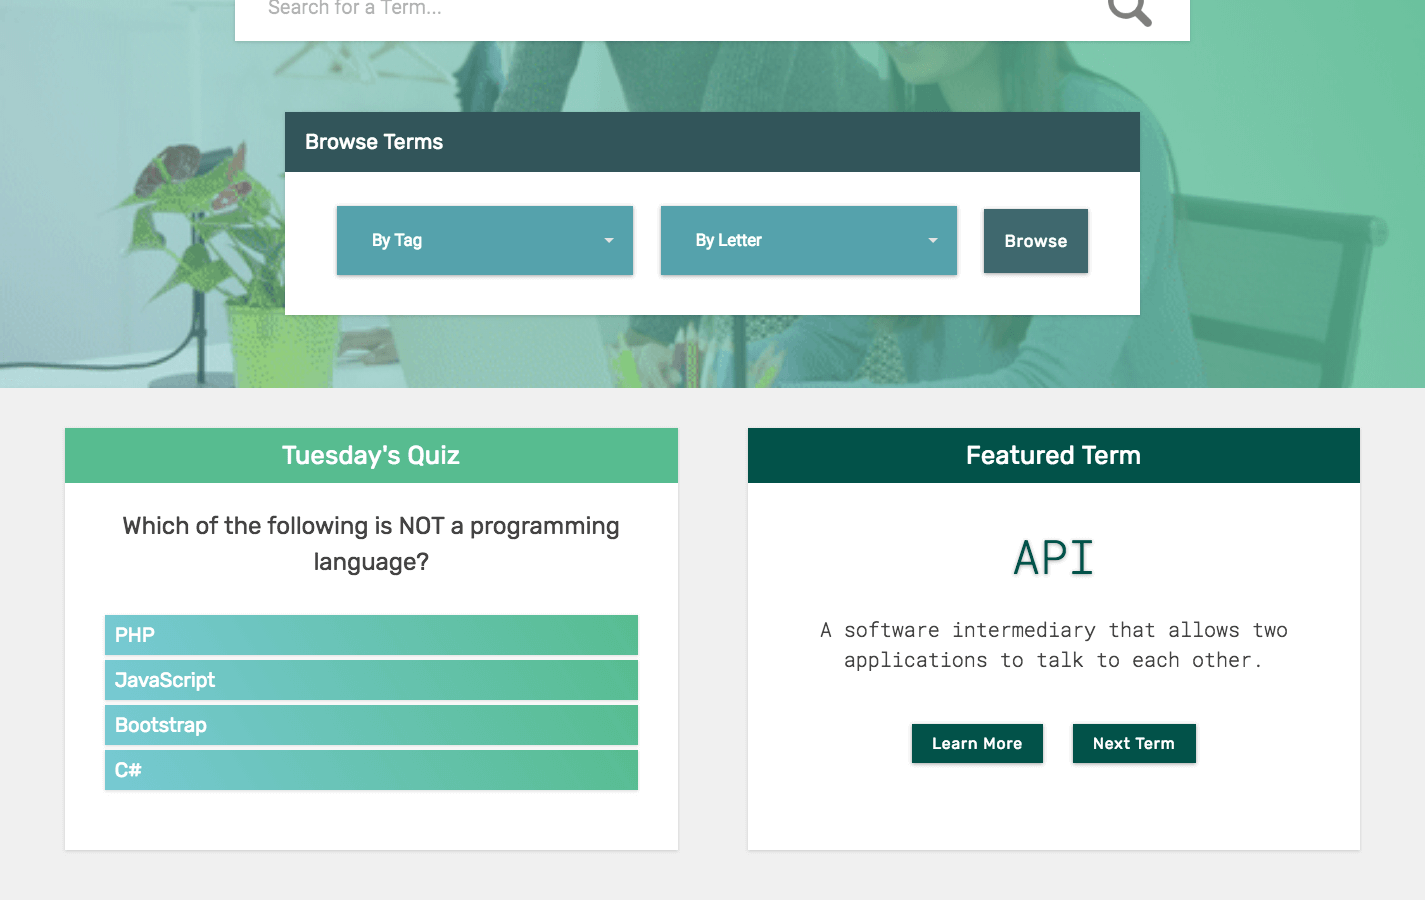 Search for a Term...
Browse Terms
By Tag
By Letter
Browse
Tuesday's Quiz
Which of the following is NOT a programming
language?
PHP
JavaScript
Bootstrap
C#
Featured Term
API
A software intermediary that allows two
applications to talk to each other.
Learn More
Next Term